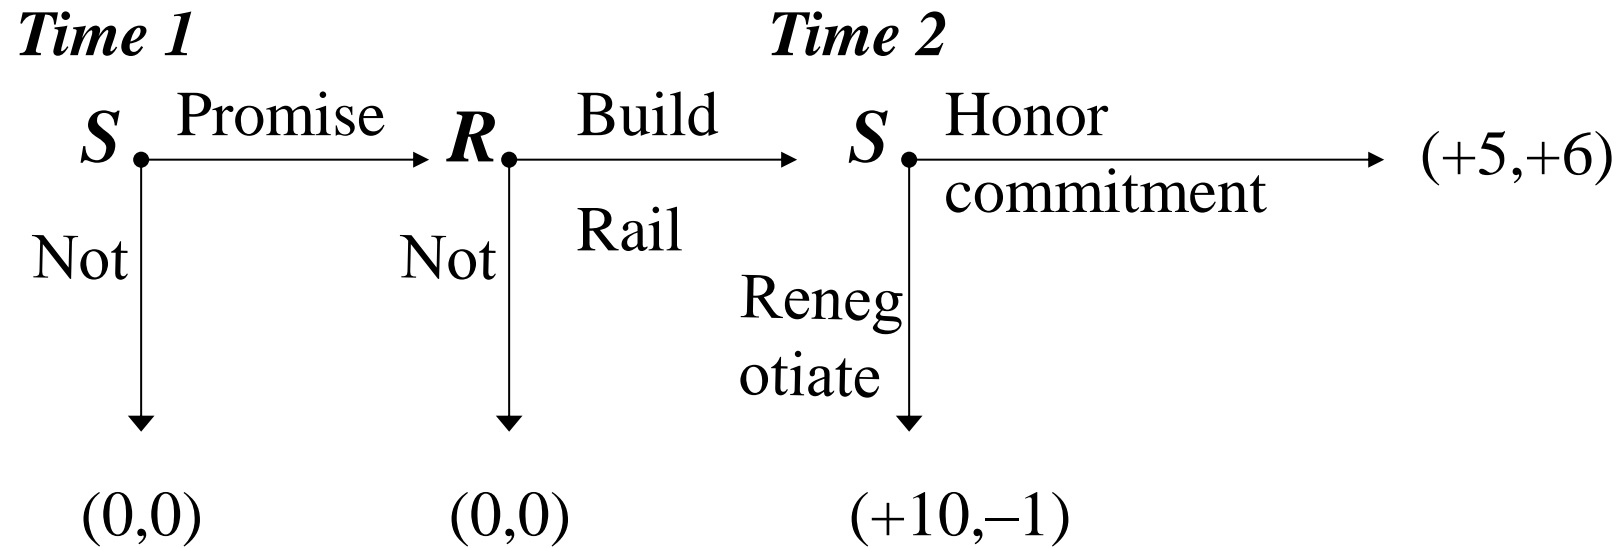 Time 1 Time 2
S Promise R Build S Honor
commitment (+5,+6)
Rail
Not Not
Reneg
otiate
(0,0) (0,0) (+10,–1)